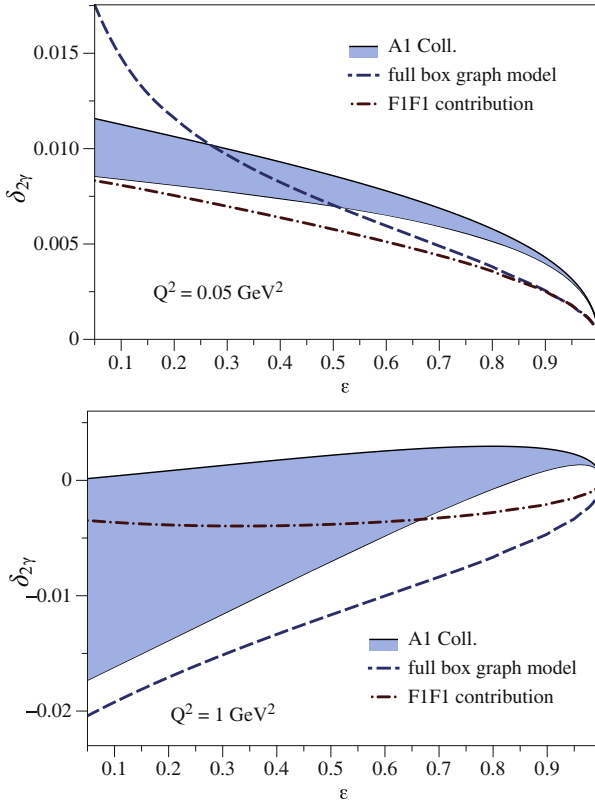 0.015
0.010
0.005
0
δ2γ
A1 Coll.
full box graph model
F1F1 contribution
Q² = 0.05 GeV²
0.1 0.2 0.3 0.4 0.5 0.6 0.7 0.8 0.9
ε
0
−0.01
−0.02
δ2γ
A1 Coll.
full box graph model
F1F1 contribution
Q² = 1 GeV²
0.1 0.2 0.3 0.4 0.5 0.6 0.7 0.8 0.9
ε